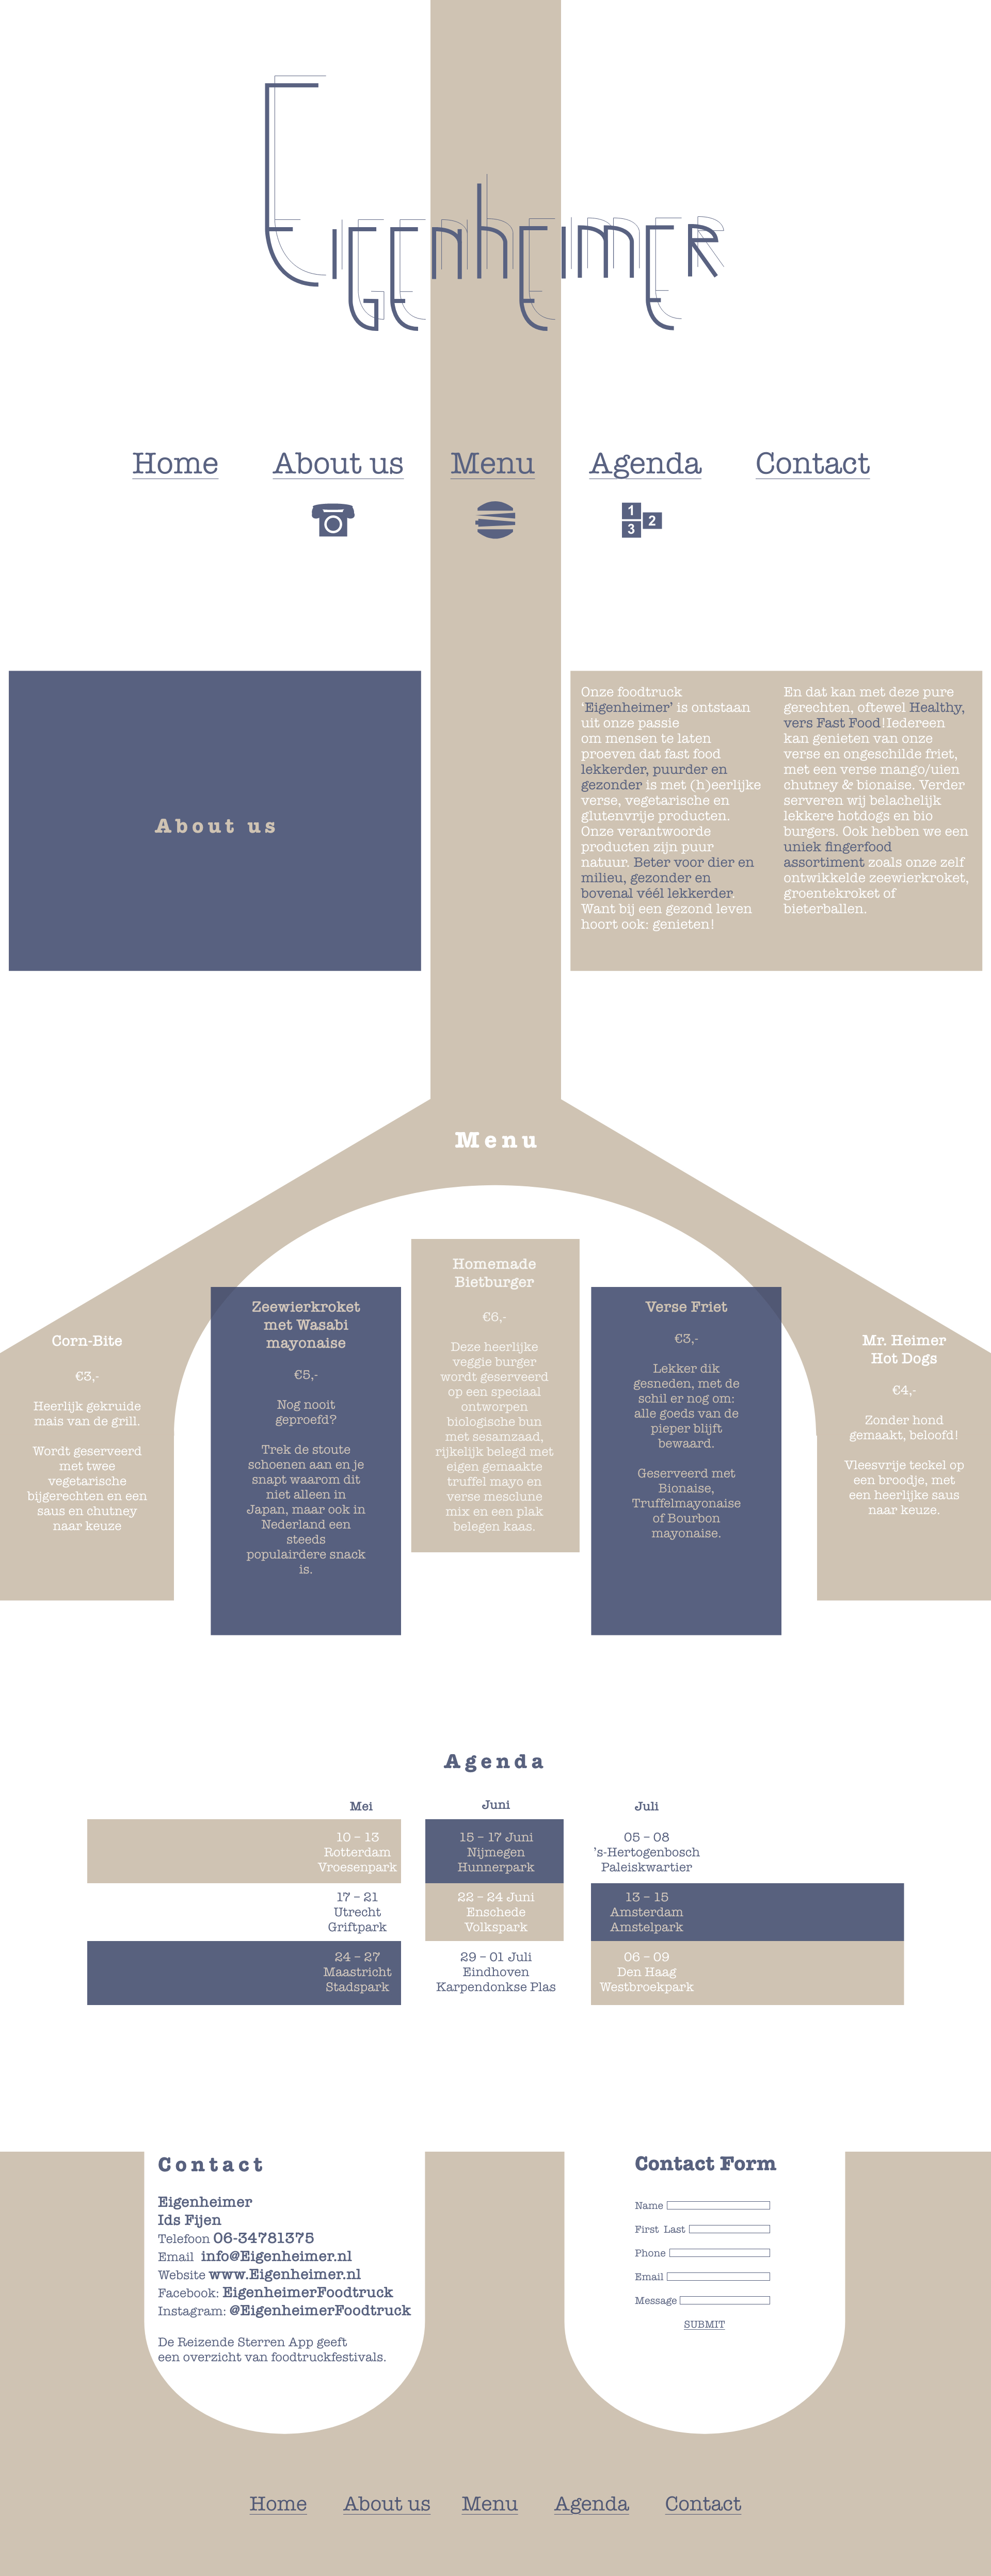 Eigenheimer
Home About us Menu Agenda Contact
1
2
3
About us
Onze foodtruck
'Eigenheimer' is ontstaan
uit onze passie
om mensen te laten
proeven dat fast food
lekkerder, puurder en
gezonder is met (h)eerlijke
verse, vegetarische en
glutenvrije producten.
Onze verantwoorde
producten zijn puur
natuur. Beter voor dier en
milieu, gezonder en
bovenal véél lekkerder.
Want bij een gezond leven
hoort ook: genieten!
En dat kan met deze pure
gerechten, oftewel Healthy,
vers Fast Food!Iedereen
kan genieten van onze
verse en ongeschilde friet,
met een verse mango/uien
chutney & bionaise. Verder
serveren wij belachelijk
lekkere hotdogs en bio
burgers. Ook hebben we een
uniek fingerfood
assortiment zoals onze zelf
ontwikkelde zeewierkroket,
groentekroket of
bieterballen.
Menu
Corn-Bite
€3,-
Heerlijk gekruide
mais van de grill.
Wordt geserveerd
met twee
vegetarische
bijgerechten en een
saus en chutney
naar keuze
Zeewierkroket
met Wasabi
mayonaise
€5,-
Nog nooit
geproefd?
Trek de stoute
schoenen aan en je
snapt waarom dit
niet alleen in
Japan, maar ook in
Nederland een
steeds
populairdere snack
is.
Homemade
Bietburger
€6,-
Deze heerlijke
veggie burger
wordt geserveerd
op een speciaal
ontworpen
biologische bun
met sesamzaad,
rijkelijk belegd met
eigen gemaakte
truffel mayo en
verse mesclune
mix en een plak
belegen kaas.
Verse Friet
€3,-
Lekker dik
gesneden, met de
schil er nog om:
alle goeds van de
pieper blijft
bewaard.
Geserveerd met
Bionaise,
Truffelmayonaise
of Bourbon
mayonaise.
Mr. Heimer
Hot Dogs
€4,-
Zonder hond
gemaakt, beloofd!
Vleesvrije teckel op
een broodje, met
een heerlijke saus
naar keuze.
Agenda
Mei
10 – 13
Rotterdam
Vroesenpark
17 – 21
Utrecht
Griftpark
24 – 27
Maastricht
Stadspark
Juni
15 – 17 Juni
Nijmegen
Hunnerpark
22 – 24 Juni
Enschede
Volkspark
29 – 01 Juli
Eindhoven
Karpendonkse Plas
Juli
05 – 08
's-Hertogenbosch
Paleiskwartier
13 – 15
Amsterdam
Amstelpark
06 – 09
Den Haag
Westbroekpark
Contact
Eigenheimer
Ids Fijen
Telefoon 06-34781375
Email info@Eigenheimer.nl
Website www.Eigenheimer.nl
Facebook: EigenheimerFoodtruck
Instagram: @EigenheimerFoodtruck
De Reizende Sterren App geeft
een overzicht van foodtruckfestivals.
Contact Form
Name
First Last
Phone
Email
Message
SUBMIT
Home About us Menu Agenda Contact